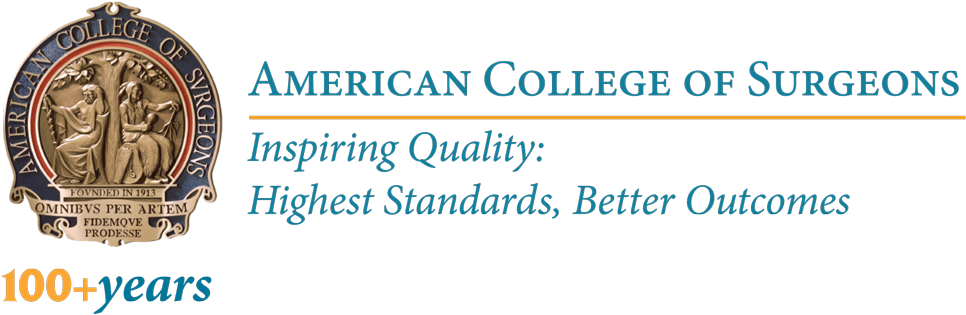 AMERICAN COLLEGE OF SVRGEONS
FOVNDED IN 1913
OMNIBVS PER ARTEM
FIDEMQVE
PRODESSE
100+years
AMERICAN COLLEGE OF SURGEONS
Inspiring Quality:
Highest Standards, Better Outcomes